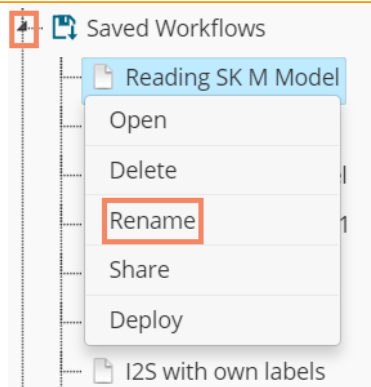 Saved Workflows
Reading SK M Model
Open
Delete
Rename
Share
Deploy
I2S with own labels